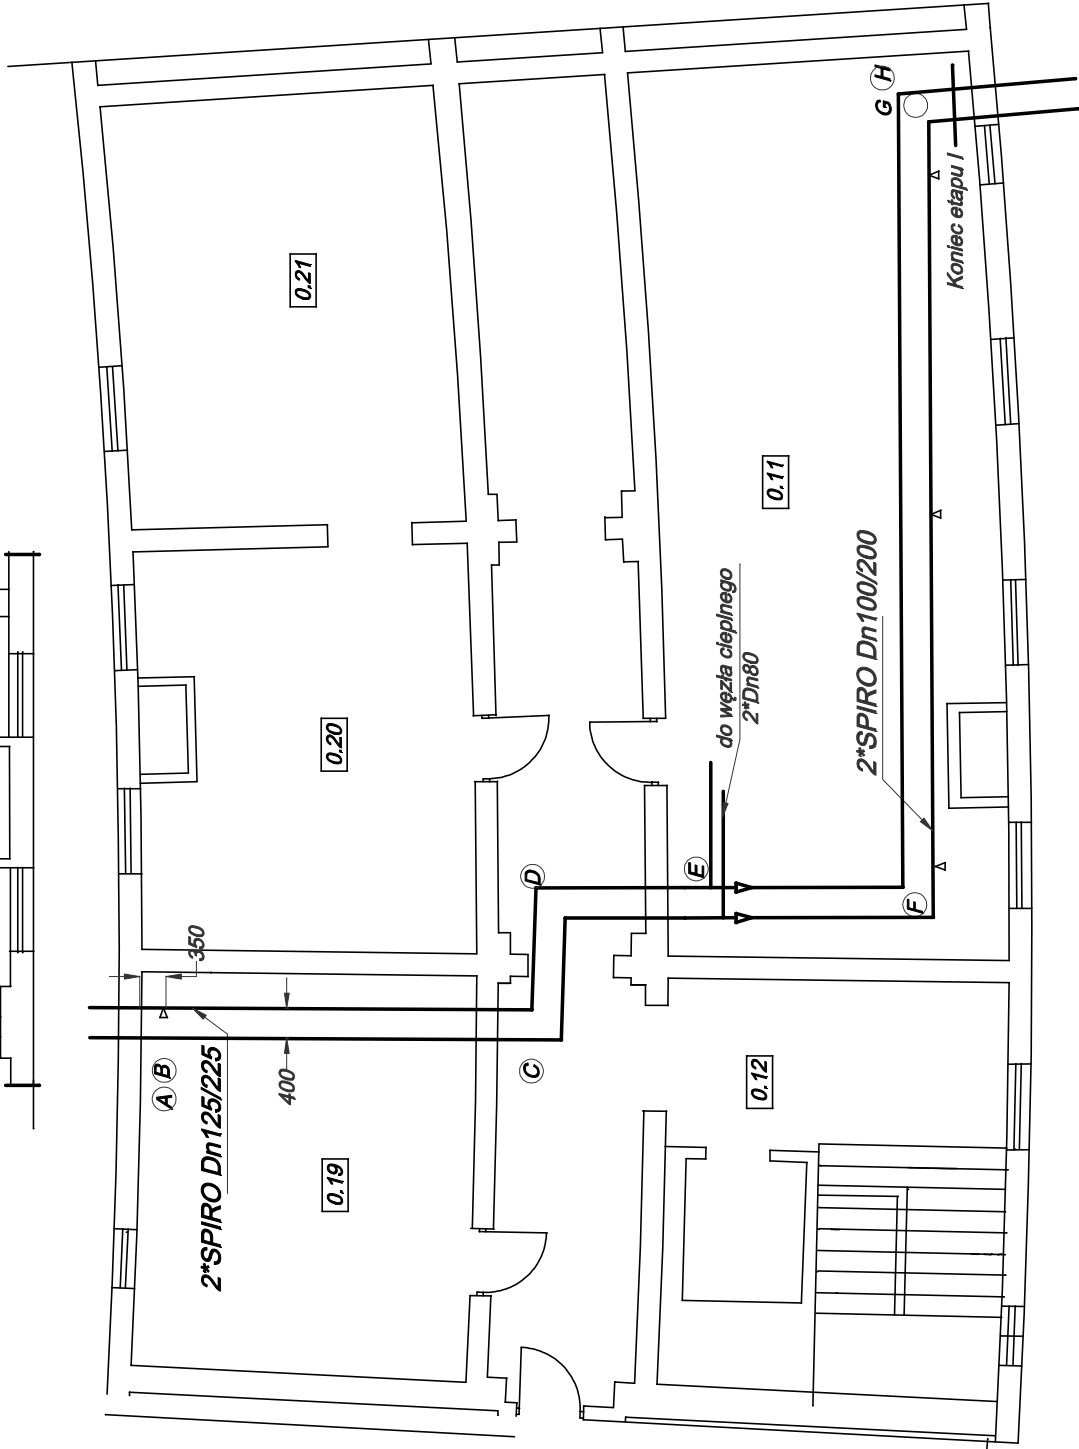 H
G
Koniec etapu I
0.21
0.11
do węzła cieplnego
2*Dn80
2*SPIRO Dn100/200
0.20
E
D
F
350
A B
2*SPIRO Dn125/225
400
C
0.12
0.19